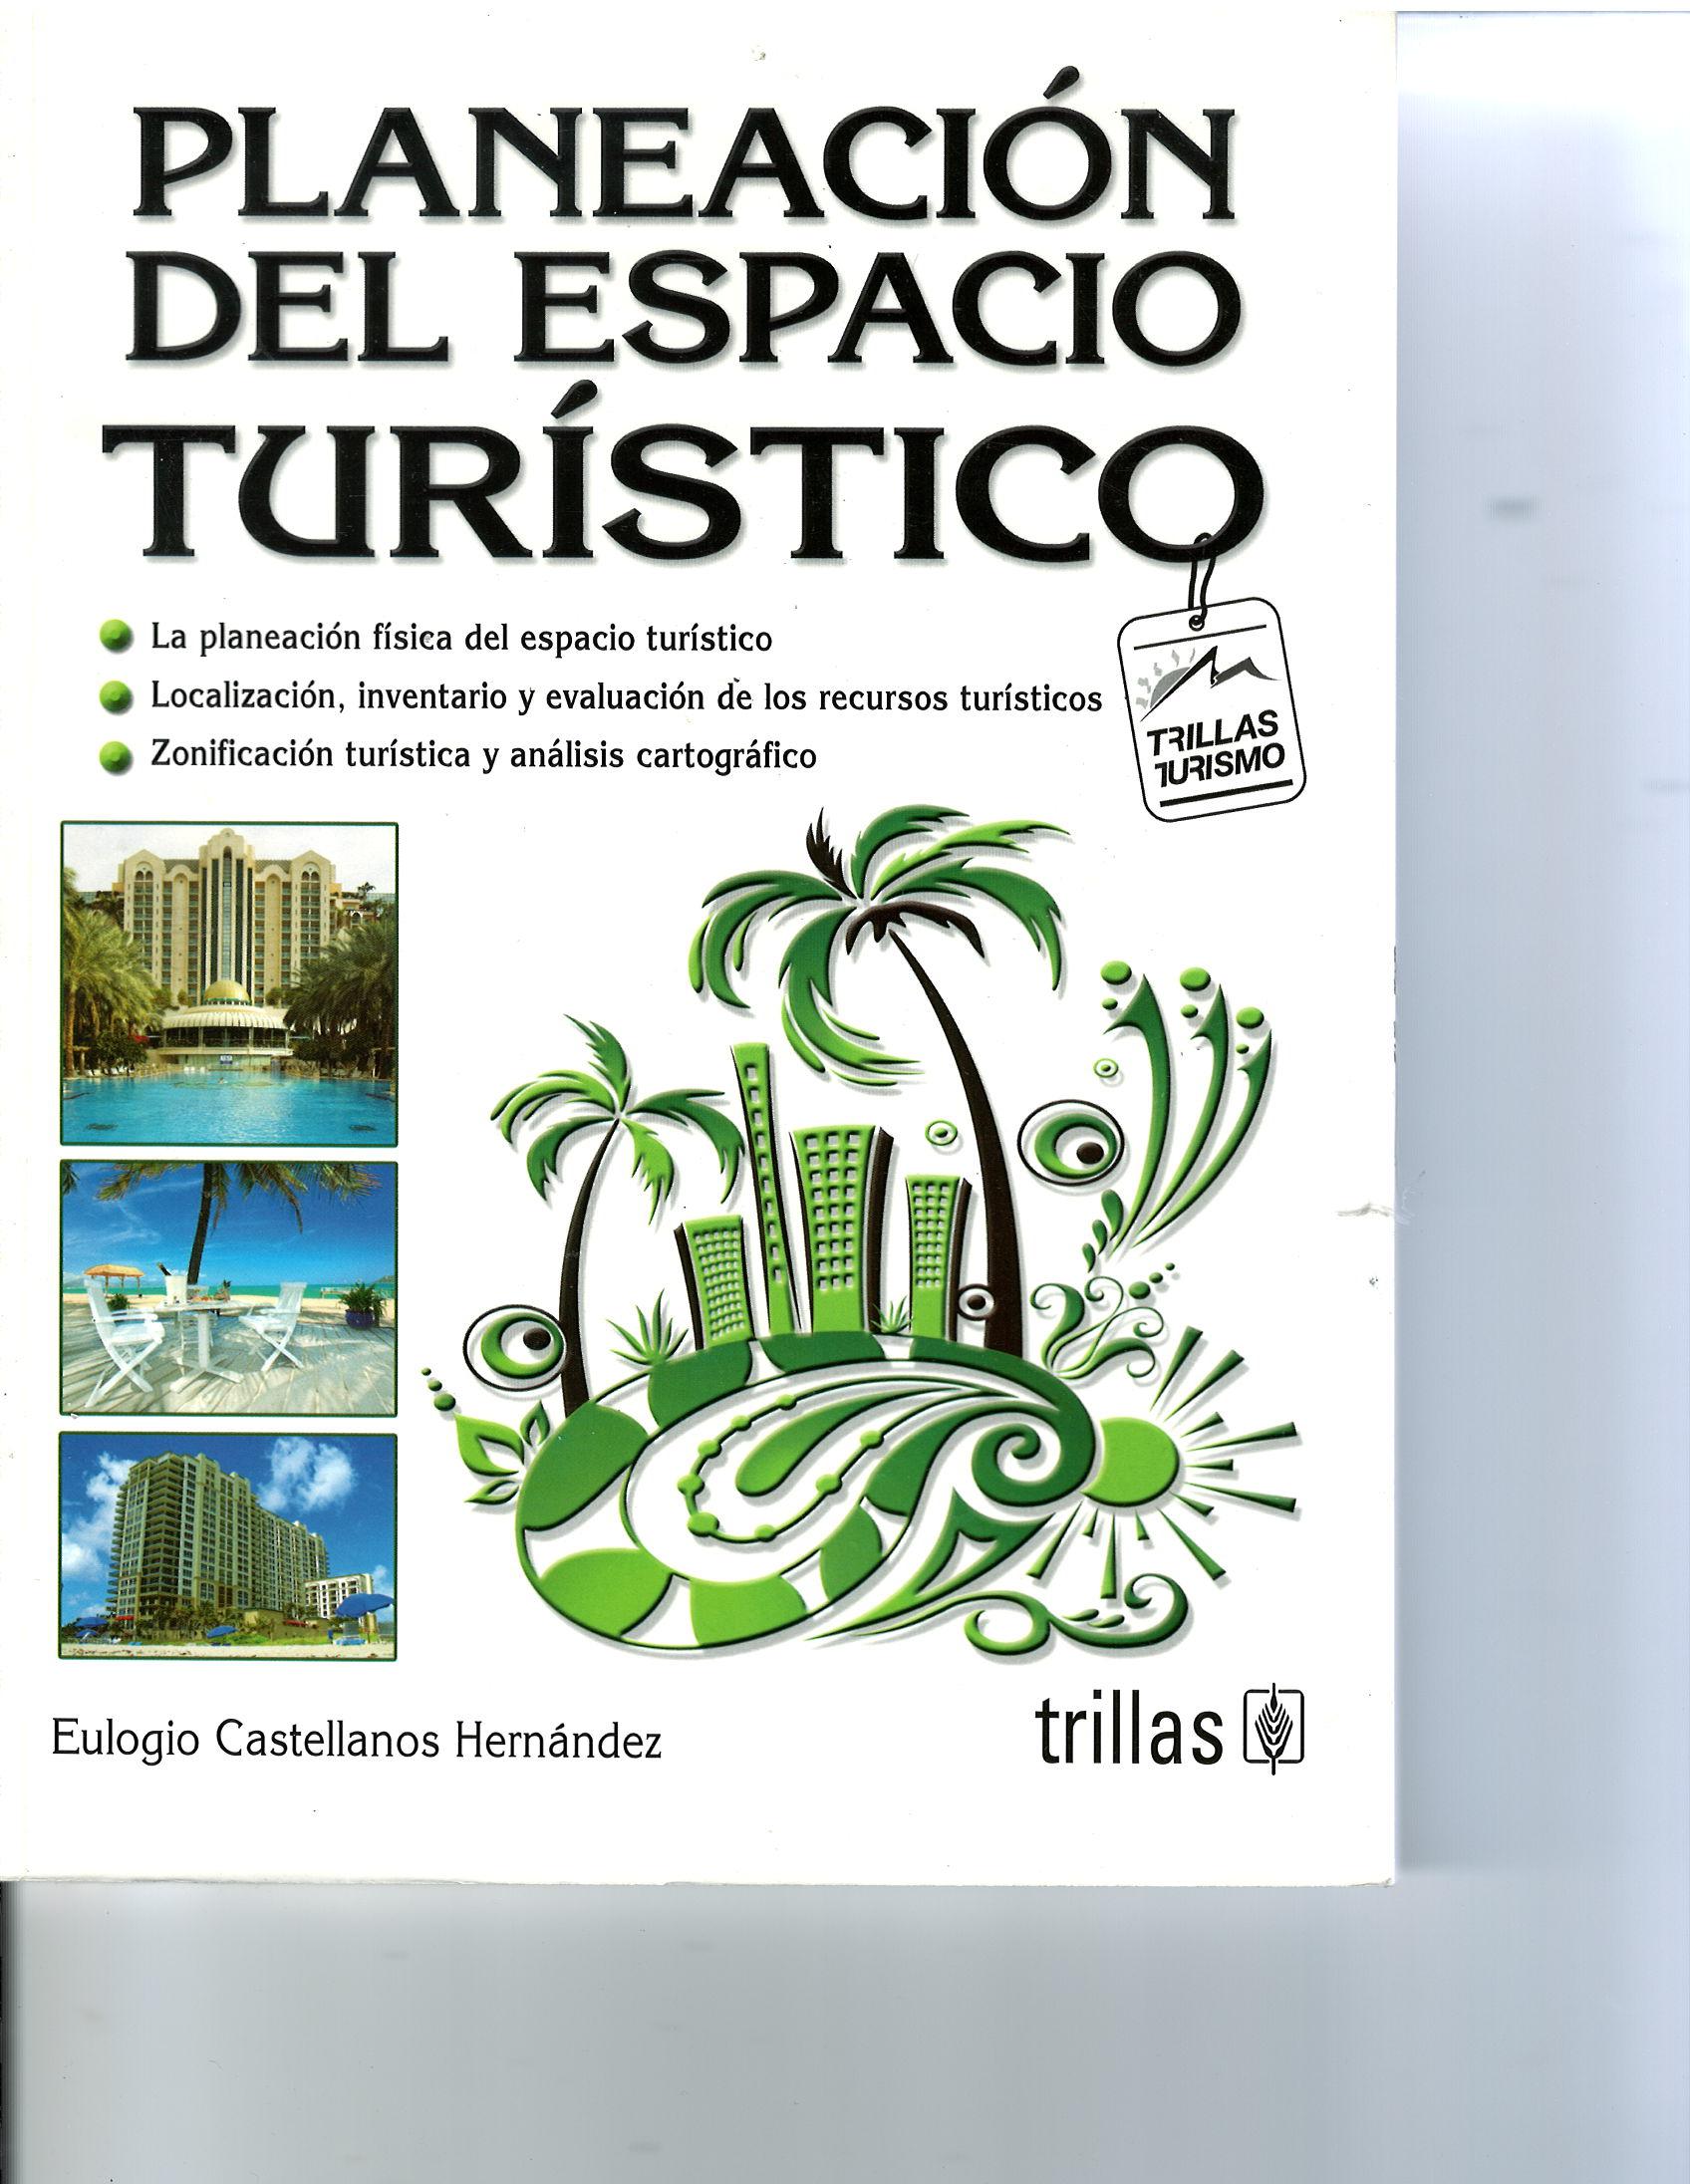 PLANEACIÓN
DEL ESPACIO
TURÍSTICO
La planeación física del espacio turístico
Localización, inventario y evaluación de los recursos turísticos
Zonificación turística y análisis cartográfico
TRILLAS
TURISMO
Eulogio Castellanos Hernández
trillas